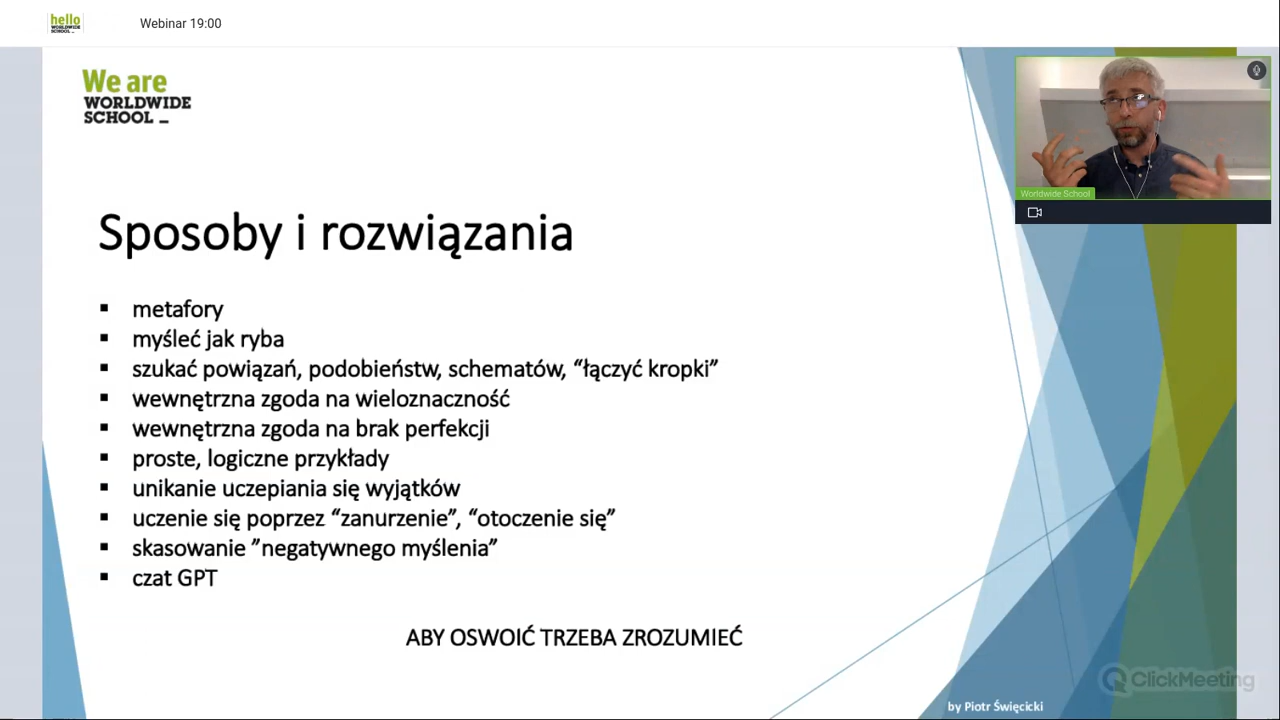 hello
WORLDWIDE
SCHOOL _
Webinar 19:00
We are
WORLDWIDE
SCHOOL _
Worldwide School
Sposoby i rozwiązania
▪ metafory
▪ myśleć jak ryba
▪ szukać powiązań, podobieństw, schematów, “łączyć kropki”
▪ wewnętrzna zgoda na wieloznaczność
▪ wewnętrzna zgoda na brak perfekcji
▪ proste, logiczne przykłady
▪ unikanie uczepiania się wyjątków
▪ uczenie się poprzez “zanurzenie”, “otoczenie się”
▪ skasowanie ”negatywnego myślenia”
▪ czat GPT
ABY OSWOIĆ TRZEBA ZROZUMIEĆ
ClickMeeting
by Piotr Święcicki